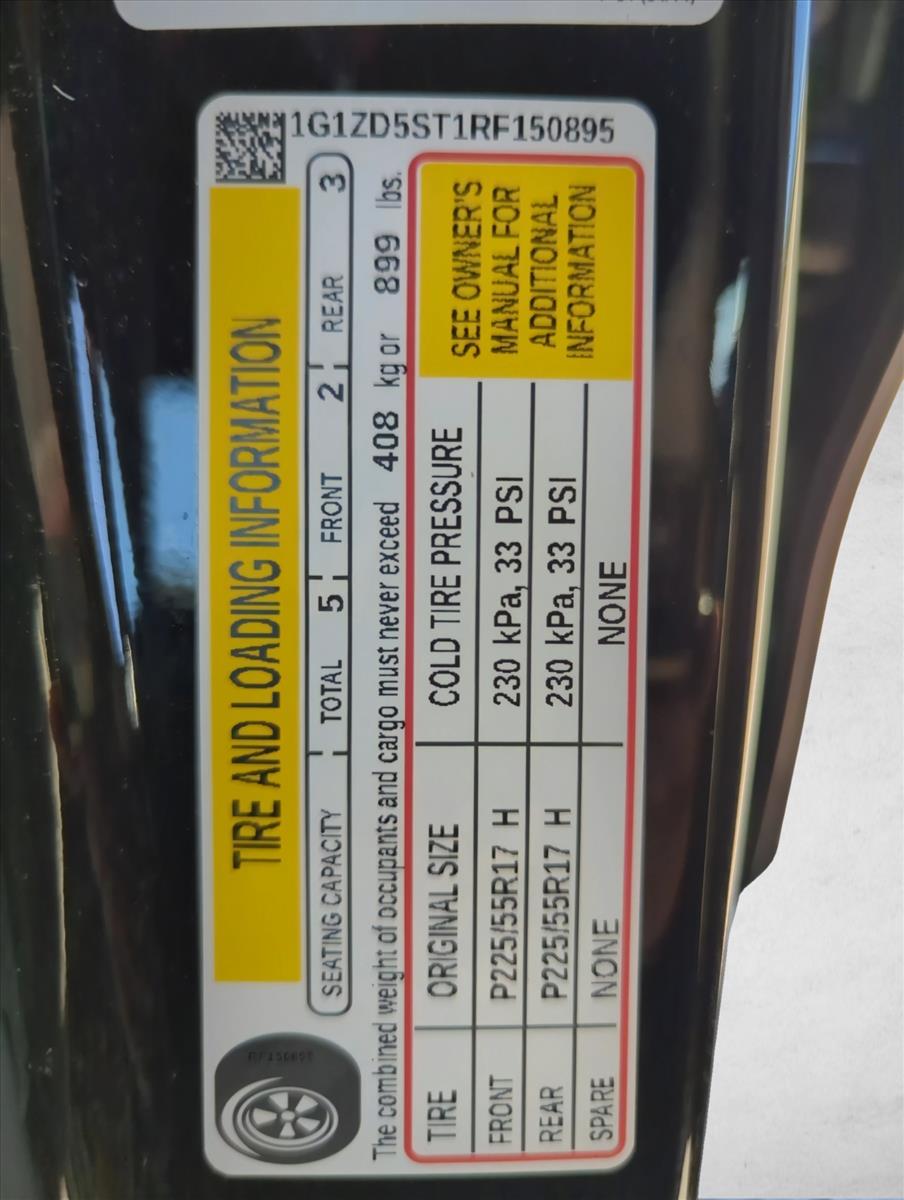 1G1ZD5ST1RF150895
TIRE AND LOADING INFORMATION
SEATING CAPACITY TOTAL 5 FRONT 2 REAR 3
The combined weight of occupants and cargo must never exceed 408 kg or 899 lbs.
TIRE ORIGINAL SIZE COLD TIRE PRESSURE
FRONT P225/55R17 H 230 kPa, 33 PSI
REAR P225/55R17 H 230 kPa, 33 PSI
SPARE NONE NONE
SEE OWNER'S
MANUAL FOR
ADDITIONAL
INFORMATION
RF150895